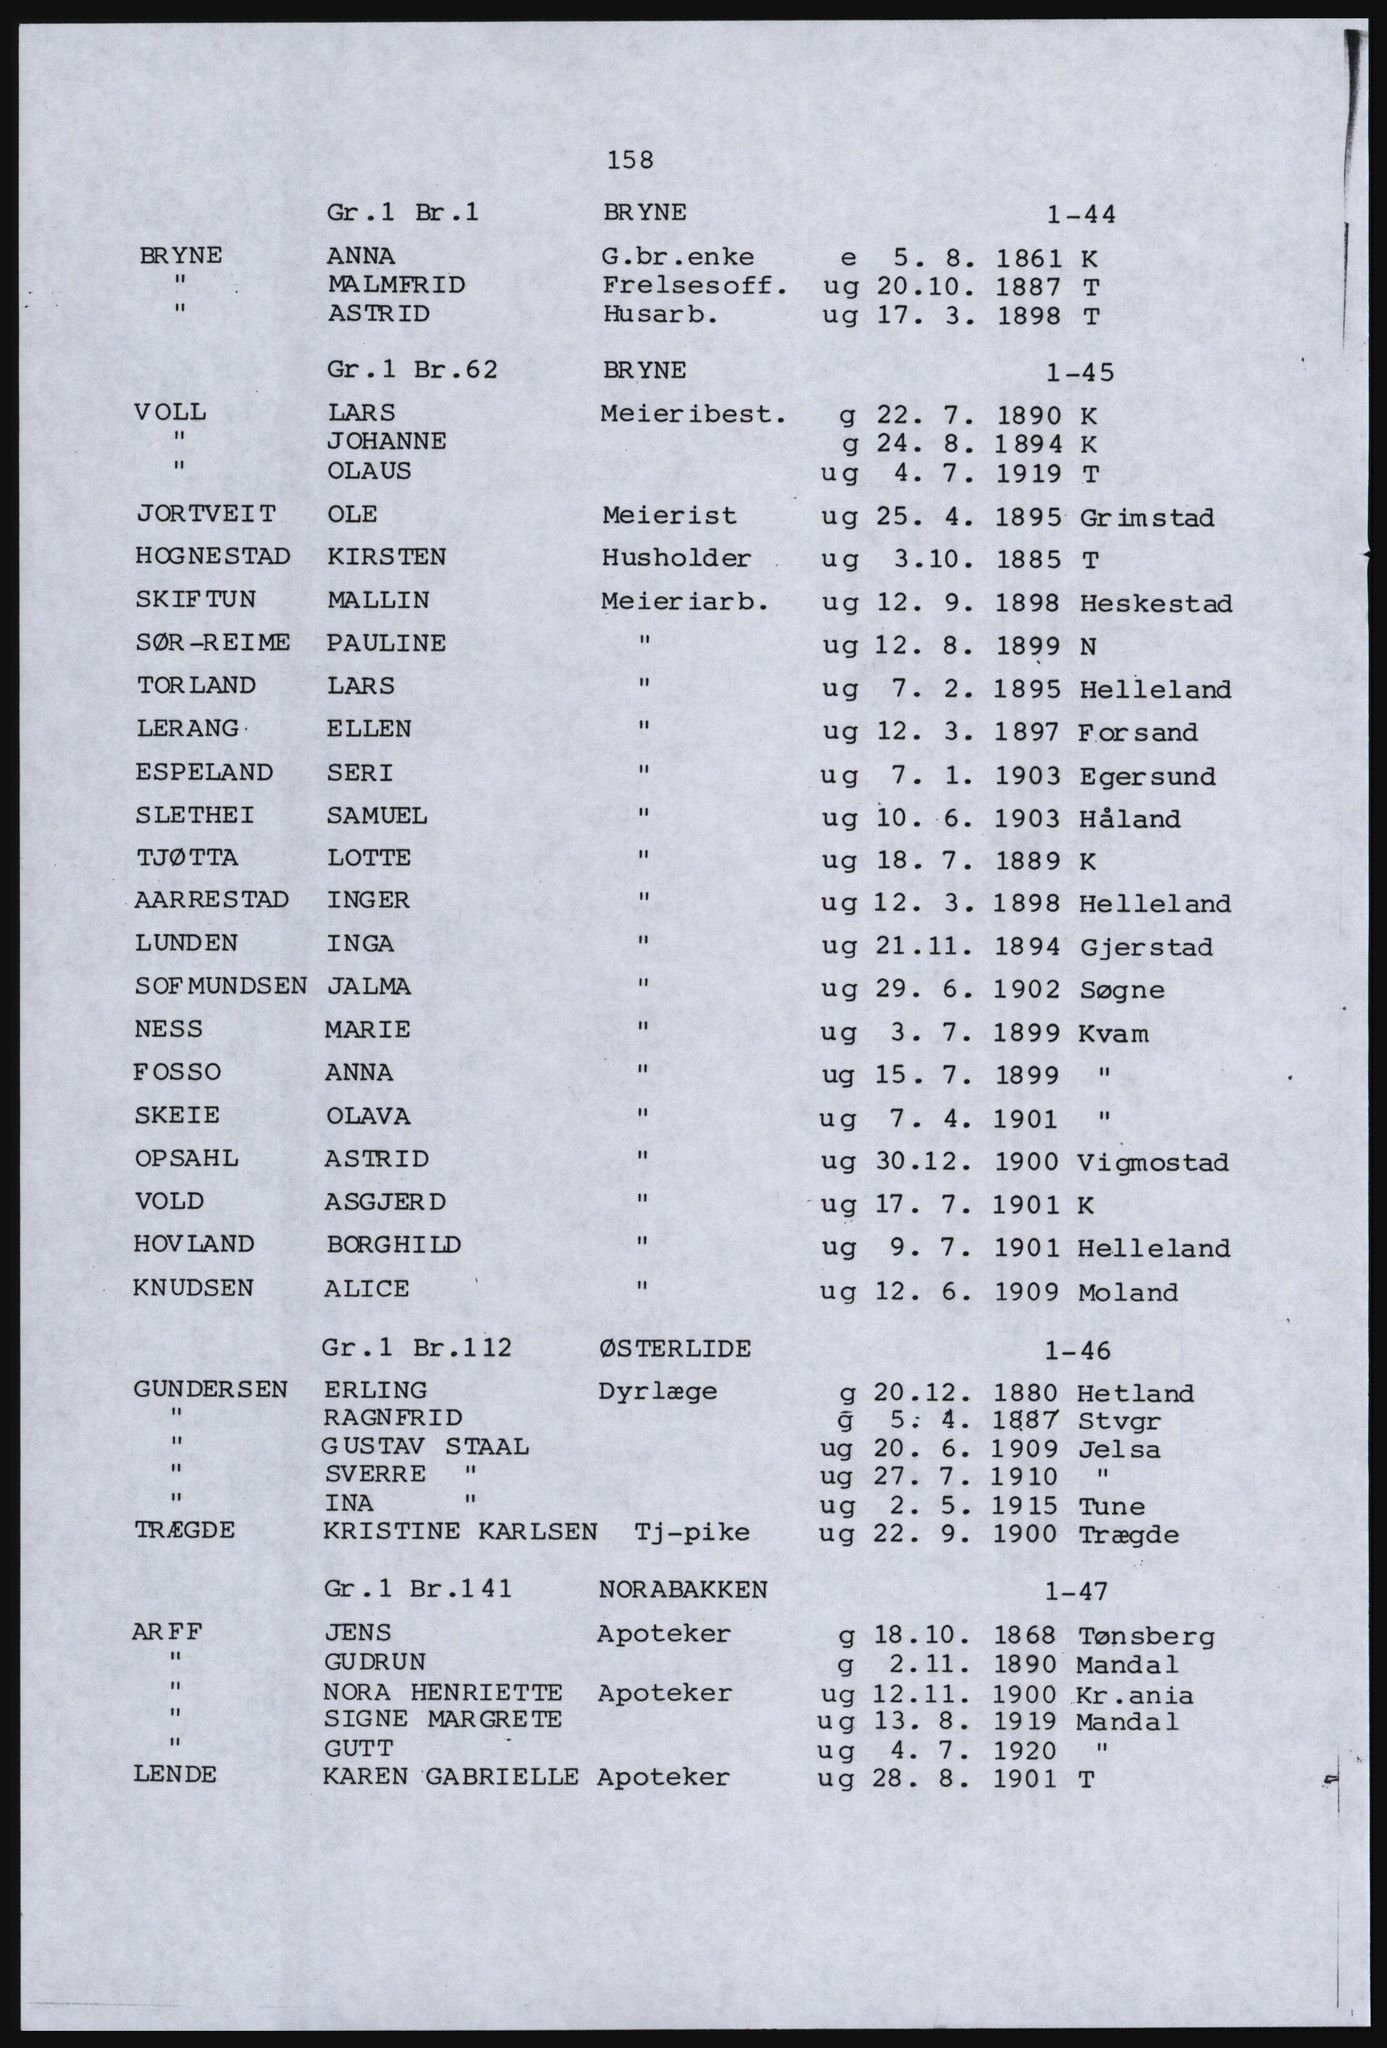 158
Gr.1 Br.1 BRYNE 1-44
BRYNE ANNA G.br.enke e 5. 8. 1861 K
" MALMFRID Frelsesoff. ug 20.10. 1887 T
" ASTRID Husarb. ug 17. 3. 1898 T
Gr.1 Br.62 BRYNE 1-45
VOLL LARS Meieribest. g 22. 7. 1890 K
" JOHANNE g 24. 8. 1894 K
" OLAUS ug 4. 7. 1919 T
JORTVEIT OLE Meierist ug 25. 4. 1895 Grimstad
HOGNESTAD KIRSTEN Husholder ug 3.10. 1885 T
SKIFTUN MALLIN Meieriarb. ug 12. 9. 1898 Heskestad
SØR-REIME PAULINE " ug 12. 8. 1899 N
TORLAND LARS " ug 7. 2. 1895 Helleland
LERANG ELLEN " ug 12. 3. 1897 Forsand
ESPELAND SERI " ug 7. 1. 1903 Egersund
SLETHEI SAMUEL " ug 10. 6. 1903 Håland
TJØTTA LOTTE " ug 18. 7. 1889 K
AARRESTAD INGER " ug 12. 3. 1898 Helleland
LUNDEN INGA " ug 21.11. 1894 Gjerstad
SOFMUNDSEN JALMA " ug 29. 6. 1902 Søgne
NESS MARIE " ug 3. 7. 1899 Kvam
FOSSO ANNA " ug 15. 7. 1899 "
SKEIE OLAVA " ug 7. 4. 1901 "
OPSAHL ASTRID " ug 30.12. 1900 Vigmostad
VOLD ASGJERD " ug 17. 7. 1901 K
HOVLAND BORGHILD " ug 9. 7. 1901 Helleland
KNUDSEN ALICE " ug 12. 6. 1909 Moland
Gr.1 Br.112 ØSTERLIDE 1-46
GUNDERSEN ERLING Dyrlæge g 20.12. 1880 Hetland
" RAGNFRID g 5. 4. 1887 Stvgr
" GUSTAV STAAL ug 20. 6. 1909 Jelsa
" SVERRE " ug 27. 7. 1910 "
" INA " ug 2. 5. 1915 Tune
TRÆGDE KRISTINE KARLSEN Tj-pike ug 22. 9. 1900 Trægde
Gr.1 Br.141 NORABAKKEN 1-47
ARFF JENS Apoteker g 18.10. 1868 Tønsberg
" GUDRUN g 2.11. 1890 Mandal
" NORA HENRIETTE Apoteker ug 12.11. 1900 Kr.ania
" SIGNE MARGRETE ug 13. 8. 1919 Mandal
" GUTT ug 4. 7. 1920 "
LENDE KAREN GABRIELLE Apoteker ug 28. 8. 1901 T